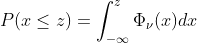 P(x ≤ z) = ∫_{−∞}^{z} Φ_ν(x)dx